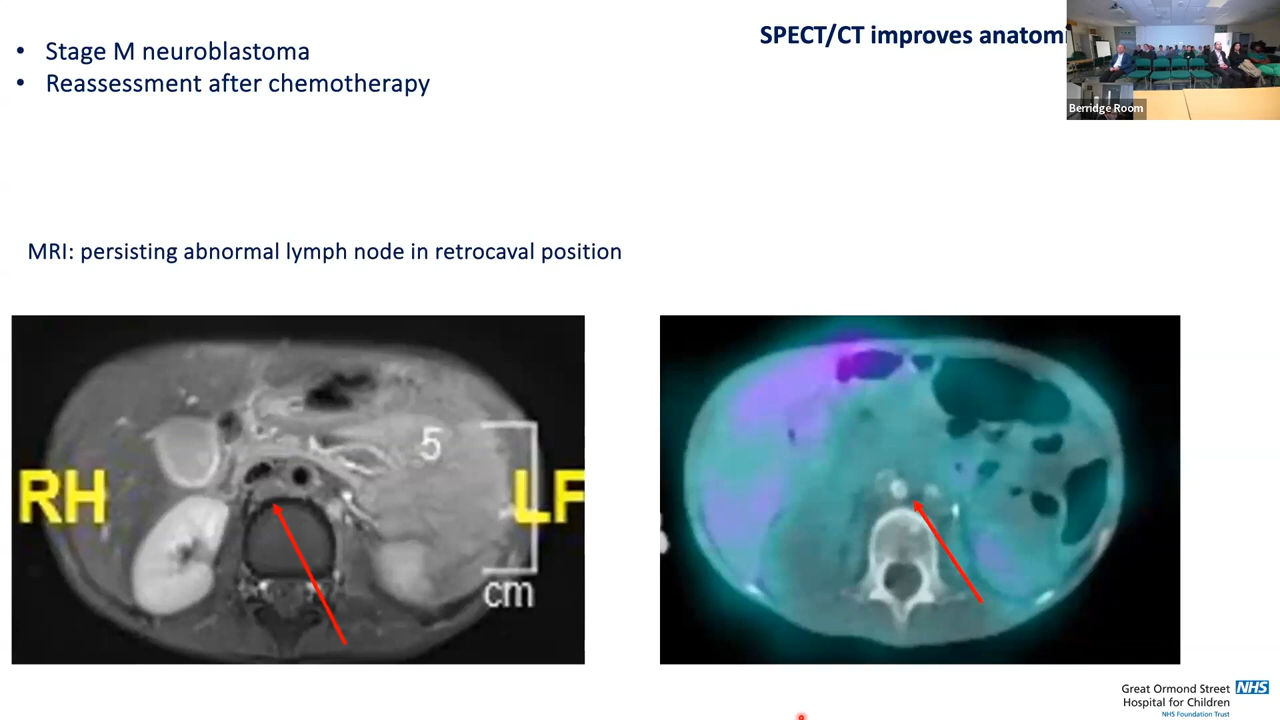 • Stage M neuroblastoma
• Reassessment after chemotherapy
SPECT/CT improves anatom
Berridge Room
MRI: persisting abnormal lymph node in retrocaval position
5
RH
LF
cm
Great Ormond Street
Hospital for Children
NHS
NHS Foundation Trust